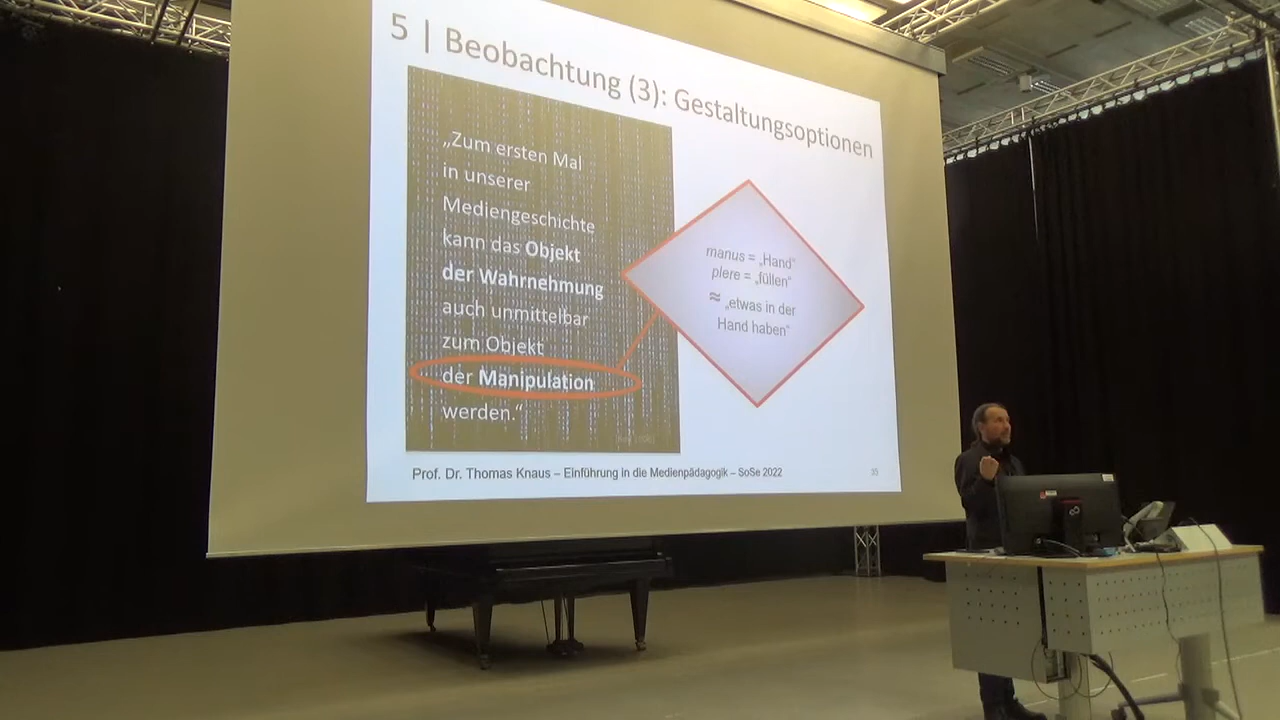 5 | Beobachtung (3): Gestaltungsoptionen
„Zum ersten Mal
in unserer
Mediengeschichte
kann das Objekt
der Wahrnehmung
auch unmittelbar
zum Objekt
der Manipulation
werden.“
manus = „Hand“
plere = „füllen“
≈ „etwas in der
Hand haben“
Prof. Dr. Thomas Knaus – Einführung in die Medienpädagogik – SoSe 2022
35